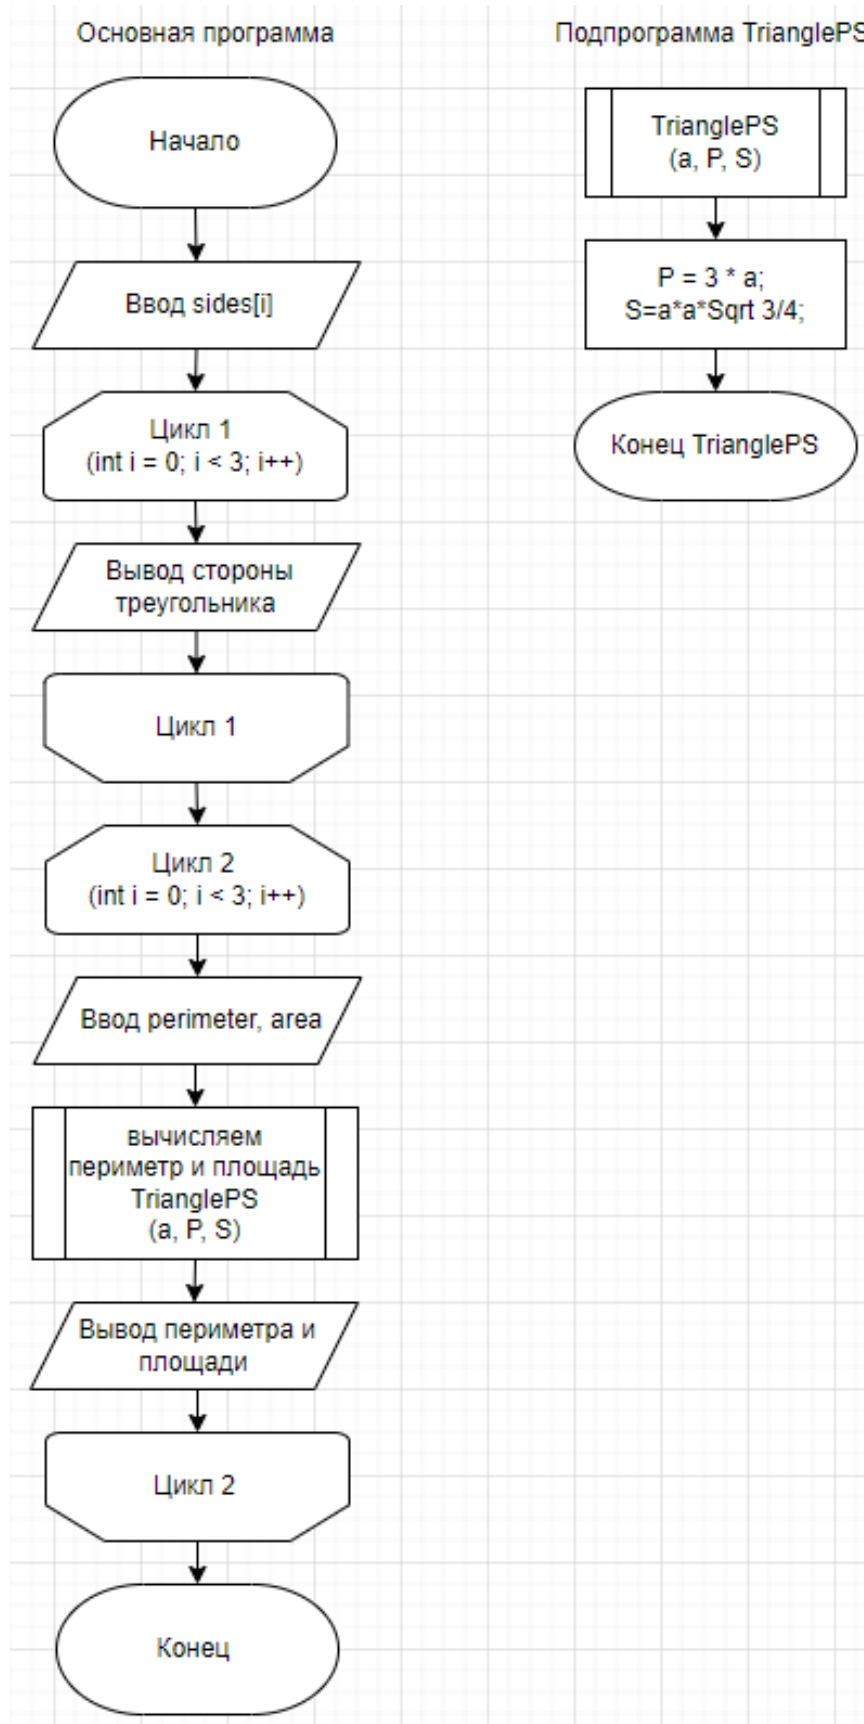 Основная программа
Начало
Ввод sides[i]
Цикл 1
(int i = 0; i < 3; i++)
Вывод стороны
треугольника
Цикл 1
Цикл 2
(int i = 0; i < 3; i++)
Ввод perimeter, area
вычисляем
периметр и площадь
TrianglePS
(a, P, S)
Вывод периметра и
площади
Цикл 2
Конец
Подпрограмма TrianglePS
TrianglePS
(a, P, S)
P = 3 * a;
S=a*a*Sqrt 3/4;
Конец TrianglePS